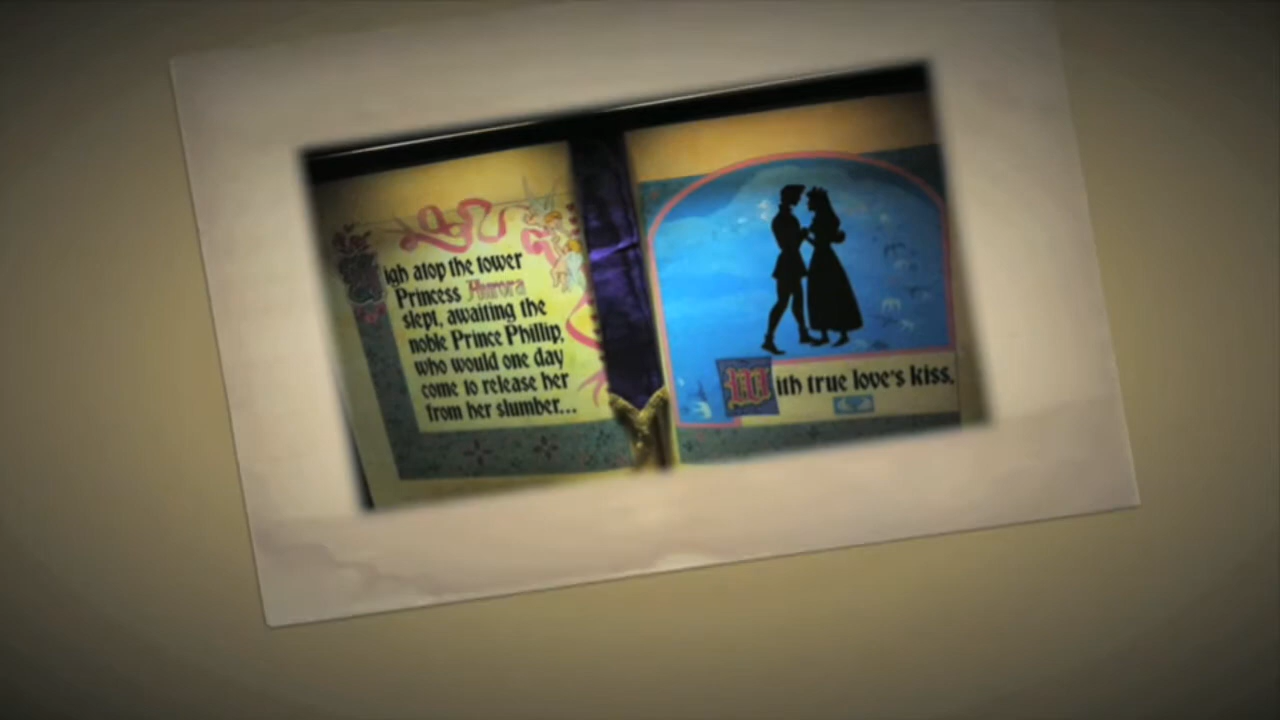 High atop the tower
Princess Aurora
slept, awaiting the
noble Prince Phillip,
who would one day
come to release her
from her slumber...
With true love's kiss,